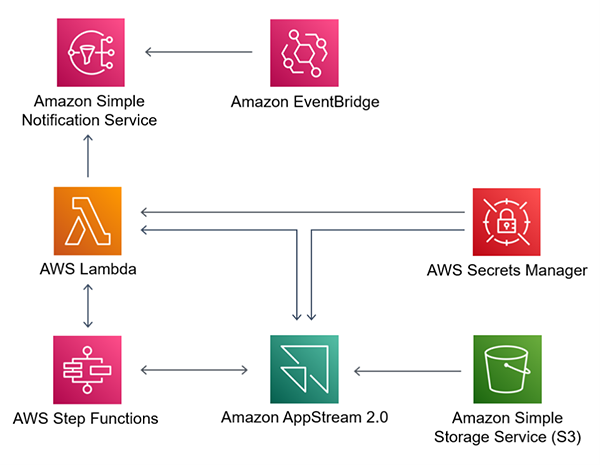 Amazon Simple
Notification Service
Amazon EventBridge
AWS Lambda
AWS Secrets Manager
AWS Step Functions
Amazon AppStream 2.0
Amazon Simple
Storage Service (S3)